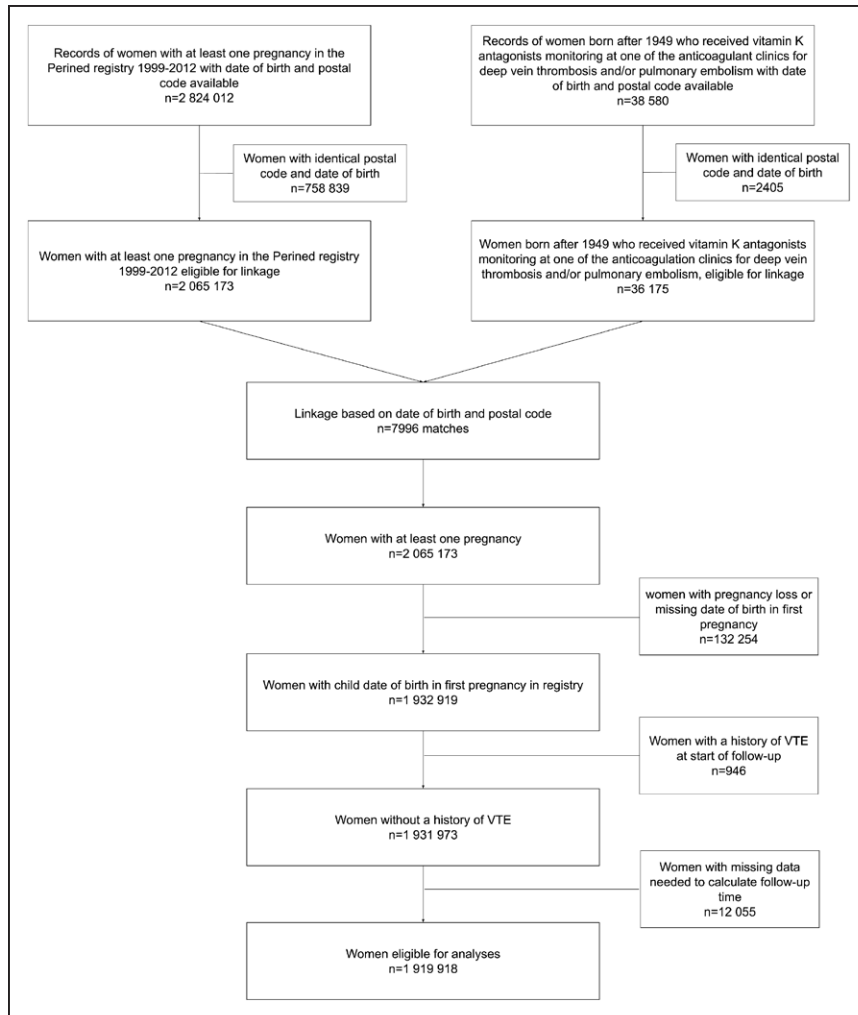 Records of women with at least one pregnancy in the
Perined registry 1999-2012 with date of birth and postal
code available
n=2 824 012
Records of women born after 1949 who received vitamin K
antagonists monitoring at one of the anticoagulant clinics for
deep vein thrombosis and/or pulmonary embolism with date
of birth and postal code available
n=38 580
Women with identical postal
code and date of birth
n=758 839
Women with identical postal
code and date of birth
n=2405
Women with at least one pregnancy in the Perined registry
1999-2012 eligible for linkage
n=2 065 173
Women born after 1949 who received vitamin K antagonists
monitoring at one of the anticoagulation clinics for deep vein
thrombosis and/or pulmonary embolism, eligible for linkage
n=36 175
Linkage based on date of birth and postal code
n=7996 matches
Women with at least one pregnancy
n=2 065 173
women with pregnancy loss or
missing date of birth in first
pregnancy
n=132 254
Women with child date of birth in first pregnancy in registry
n=1 932 919
Women with a history of VTE
at start of follow-up
n=946
Women without a history of VTE
n=1 931 973
Women with missing data
needed to calculate follow-up
time
n=12 055
Women eligible for analyses
n=1 919 918